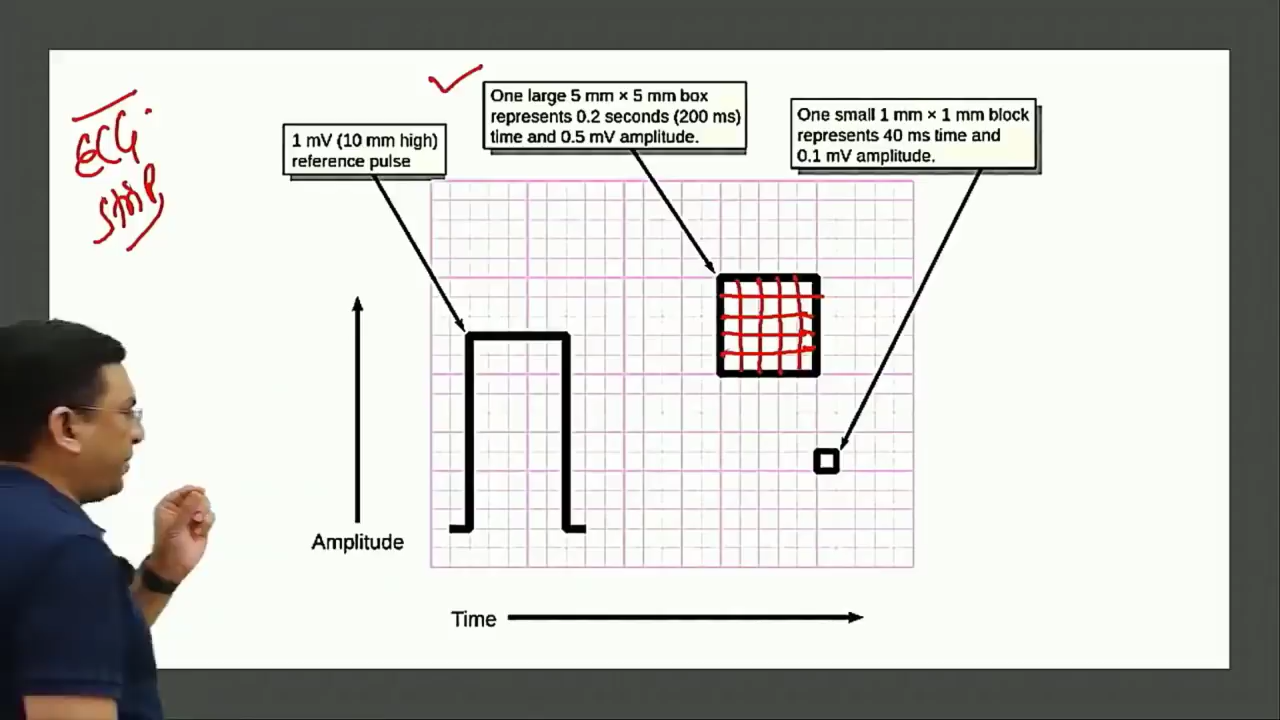 ECG
strip
1 mV (10 mm high)
reference pulse
One large 5 mm × 5 mm box
represents 0.2 seconds (200 ms)
time and 0.5 mV amplitude.
One small 1 mm × 1 mm block
represents 40 ms time and
0.1 mV amplitude.
Amplitude
Time